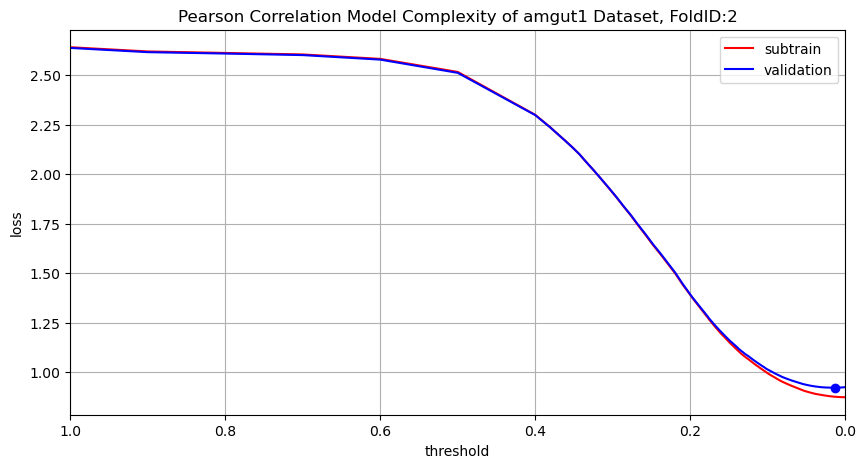 Pearson Correlation Model Complexity of amgut1 Dataset, FoldID:2
subtrain
validation
loss
2.50
2.25
2.00
1.75
1.50
1.25
1.00
1.0 0.8 0.6 0.4 0.2 0.0
threshold